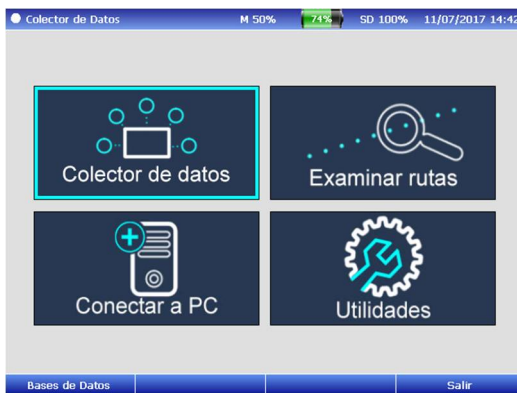 Colector de Datos M 50% 74% SD 100% 11/07/2017 14:42
Colector de datos
Examinar rutas
Conectar a PC
Utilidades
Bases de Datos Salir